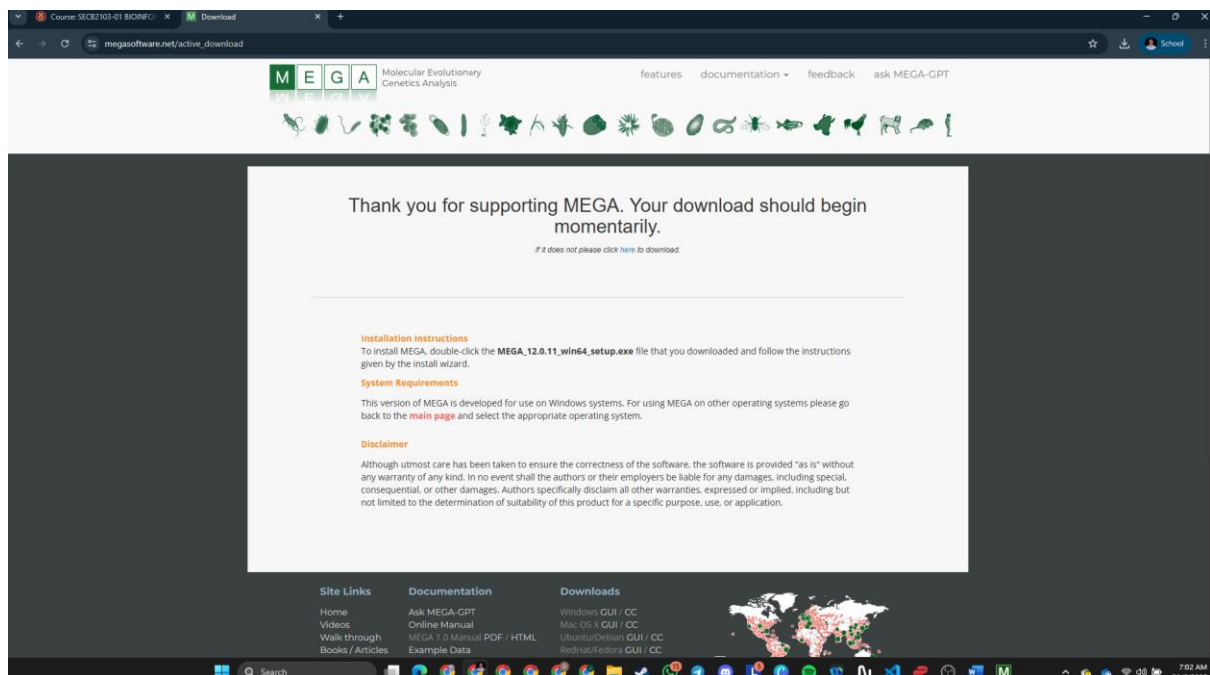 Course: SECB2103-01 BIOINFO
Download
megasoftware.net/active_download
School
M E G A
Molecular Evolutionary
Genetics Analysis
features documentation feedback ask MEGA-GPT
Thank you for supporting MEGA. Your download should begin
momentarily.
If it does not please click here to download.
Installation Instructions
To install MEGA, double-click the MEGA_12.0.11_win64_setup.exe file that you downloaded and follow the instructions
given by the install wizard.
System Requirements
This version of MEGA is developed for use on Windows systems. For using MEGA on other operating systems please go
back to the main page and select the appropriate operating system.
Disclaimer
Although utmost care has been taken to ensure the correctness of the software, the software is provided "as is" without
any warranty of any kind. In no event shall the authors or their employers be liable for any damages, including special,
consequential, or other damages. Authors specifically disclaim all other warranties, expressed or implied, including but
not limited to the determination of suitability of this product for a specific purpose, use, or application.
Site Links Documentation Downloads
Home Ask MEGA-GPT Windows GUI / CC
Videos Online Manual Mac OS X GUI / CC
Walk through MEGA 1.0 Manual PDF / HTML Ubuntu/Debian GUI / CC
Books / Articles Example Data RedHat/Fedora GUI / CC
Search
7:02 AM